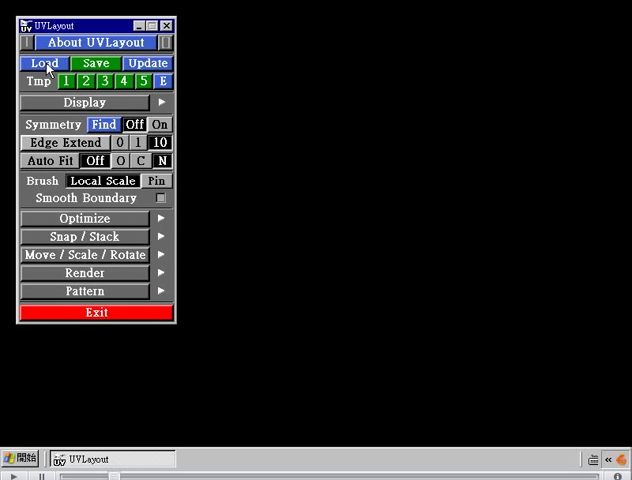 UVLayout
About UVLayout
Load Save Update
Tmp 1 2 3 4 5 E
Display
Symmetry Find Off On
Edge Extend 0 1 10
Auto Fit Off O C N
Brush Local Scale Pin
Smooth Boundary
Optimize
Snap / Stack
Move / Scale / Rotate
Render
Pattern
Exit
開始 UVLayout